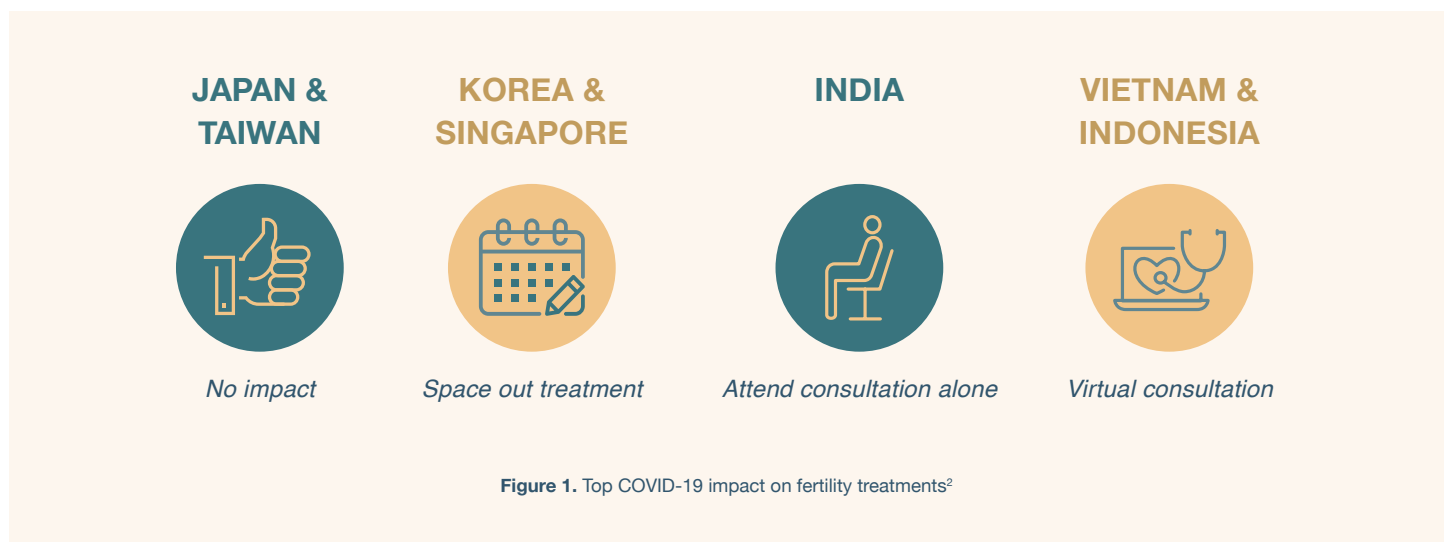 JAPAN &
TAIWAN
No impact
KOREA &
SINGAPORE
Space out treatment
INDIA
Attend consultation alone
VIETNAM &
INDONESIA
Virtual consultation
Figure 1. Top COVID-19 impact on fertility treatments²